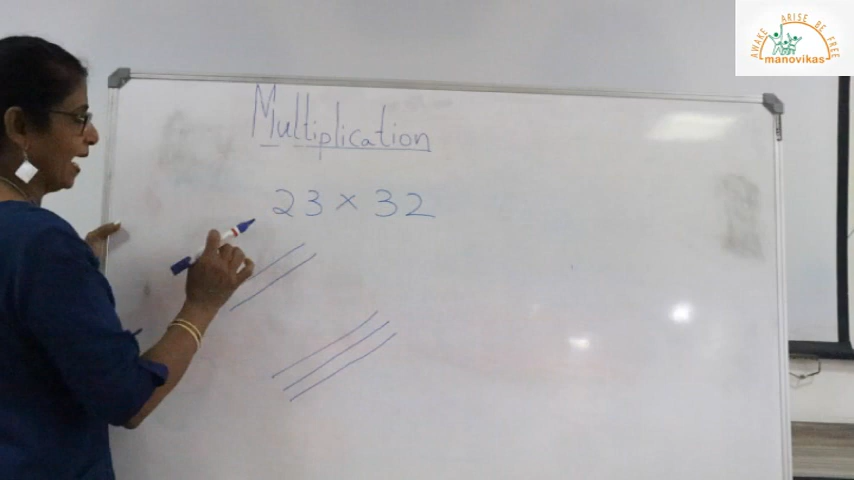 AWAKE ARISE BE FREE
manovikas
Multiplication
23 × 32